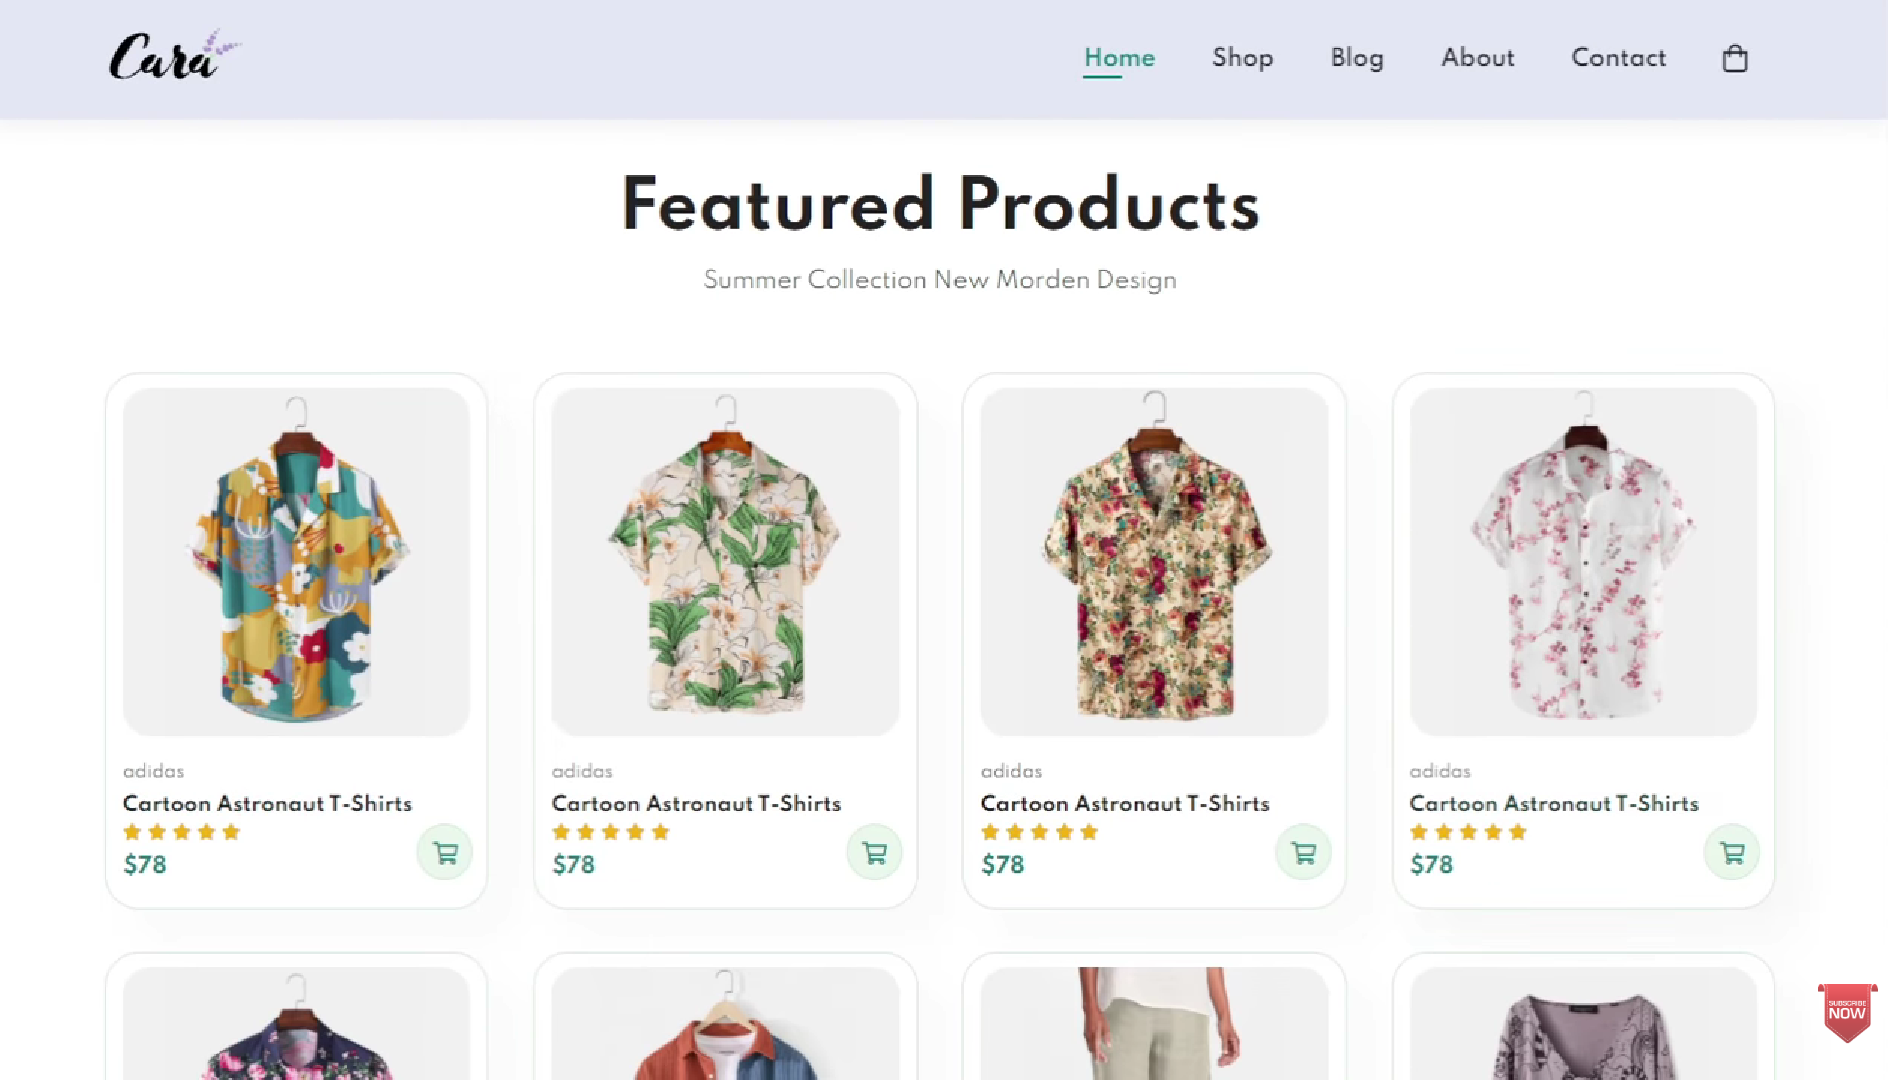 Cara
Home Shop Blog About Contact
Featured Products
Summer Collection New Morden Design
adidas
Cartoon Astronaut T-Shirts
$78
adidas
Cartoon Astronaut T-Shirts
$78
adidas
Cartoon Astronaut T-Shirts
$78
adidas
Cartoon Astronaut T-Shirts
$78
SUBSCRIBE
NOW